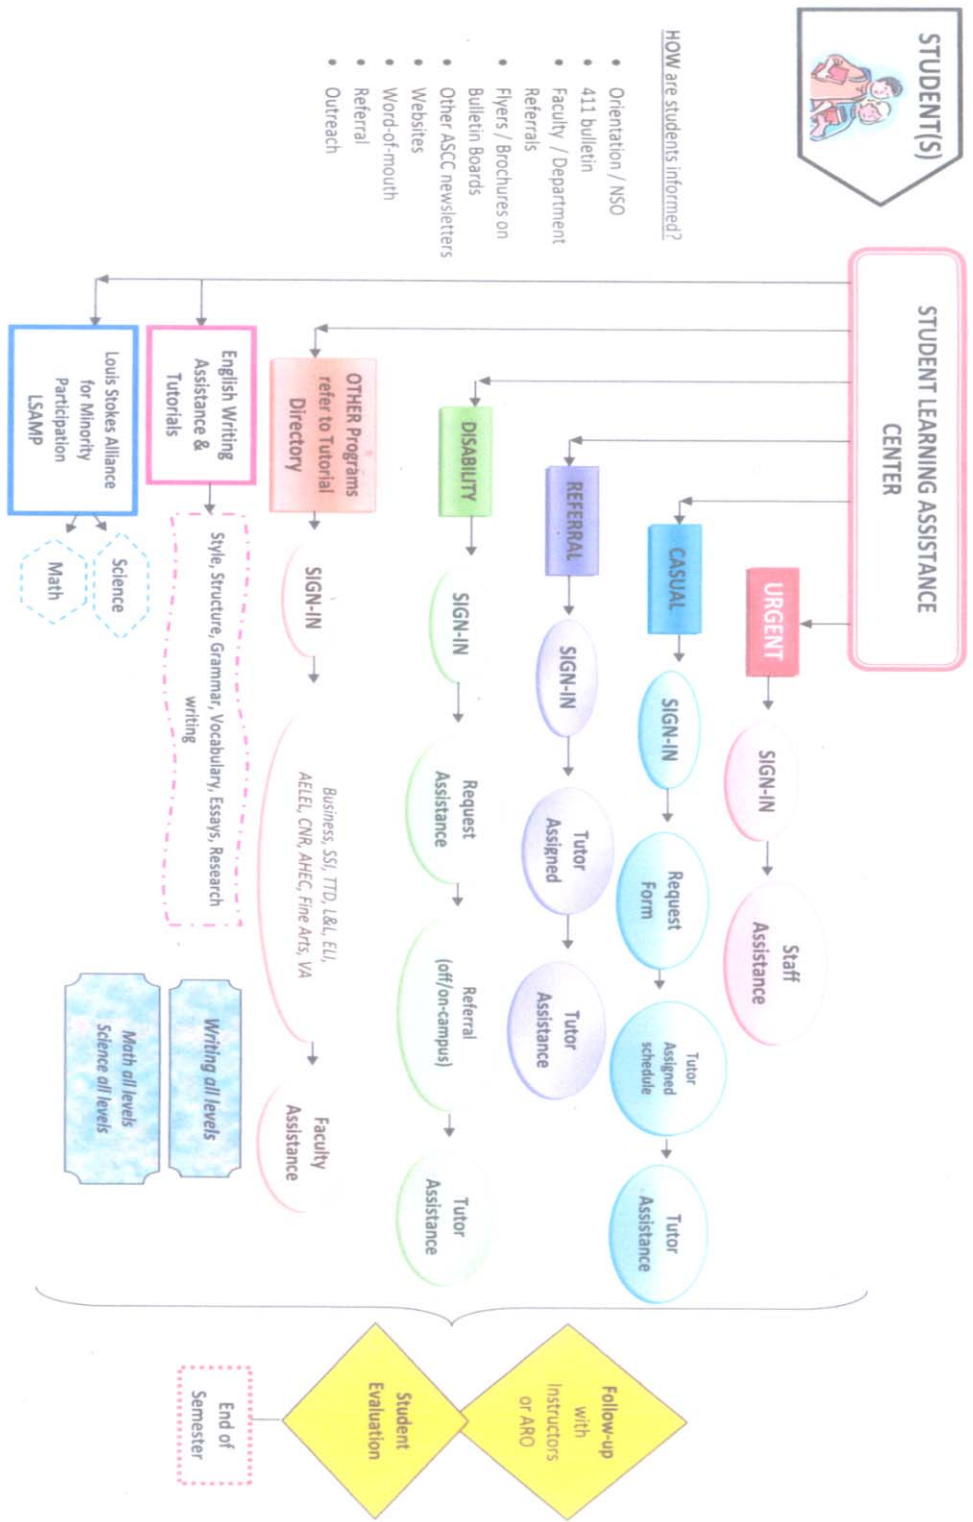 STUDENT(S)
HOW are students informed?
• Orientation / NSO
• 411 bulletin
• Faculty / Department
Referrals
• Flyers / Brochures on
Bulletin Boards
• Other ASCC newsletters
• Websites
• Word-of-mouth
• Referral
• Outreach
STUDENT LEARNING ASSISTANCE
CENTER
URGENT
SIGN-IN
Staff
Assistance
CASUAL
SIGN-IN
Request
Form
Tutor
Assigned
schedule
Tutor
Assistance
REFERRAL
SIGN-IN
Tutor
Assigned
Tutor
Assistance
DISABILITY
SIGN-IN
Request
Assistance
Referral
(off/on-campus)
Tutor
Assistance
OTHER Programs
refer to Tutorial
Directory
SIGN-IN
Business, SSI, TTD, L&L, ELI,
AELEL, CNR, AHEC, Fine Arts, VA
Faculty
Assistance
English Writing
Assistance &
Tutorials
Style, Structure, Grammar, Vocabulary, Essays, Research
writing
Writing all levels
Louis Stokes Alliance
for Minority
Participation
LSAMP
Science
Math
Math all levels
Science all levels
Follow-up
with
Instructors
or ARO
Student
Evaluation
End of
Semester